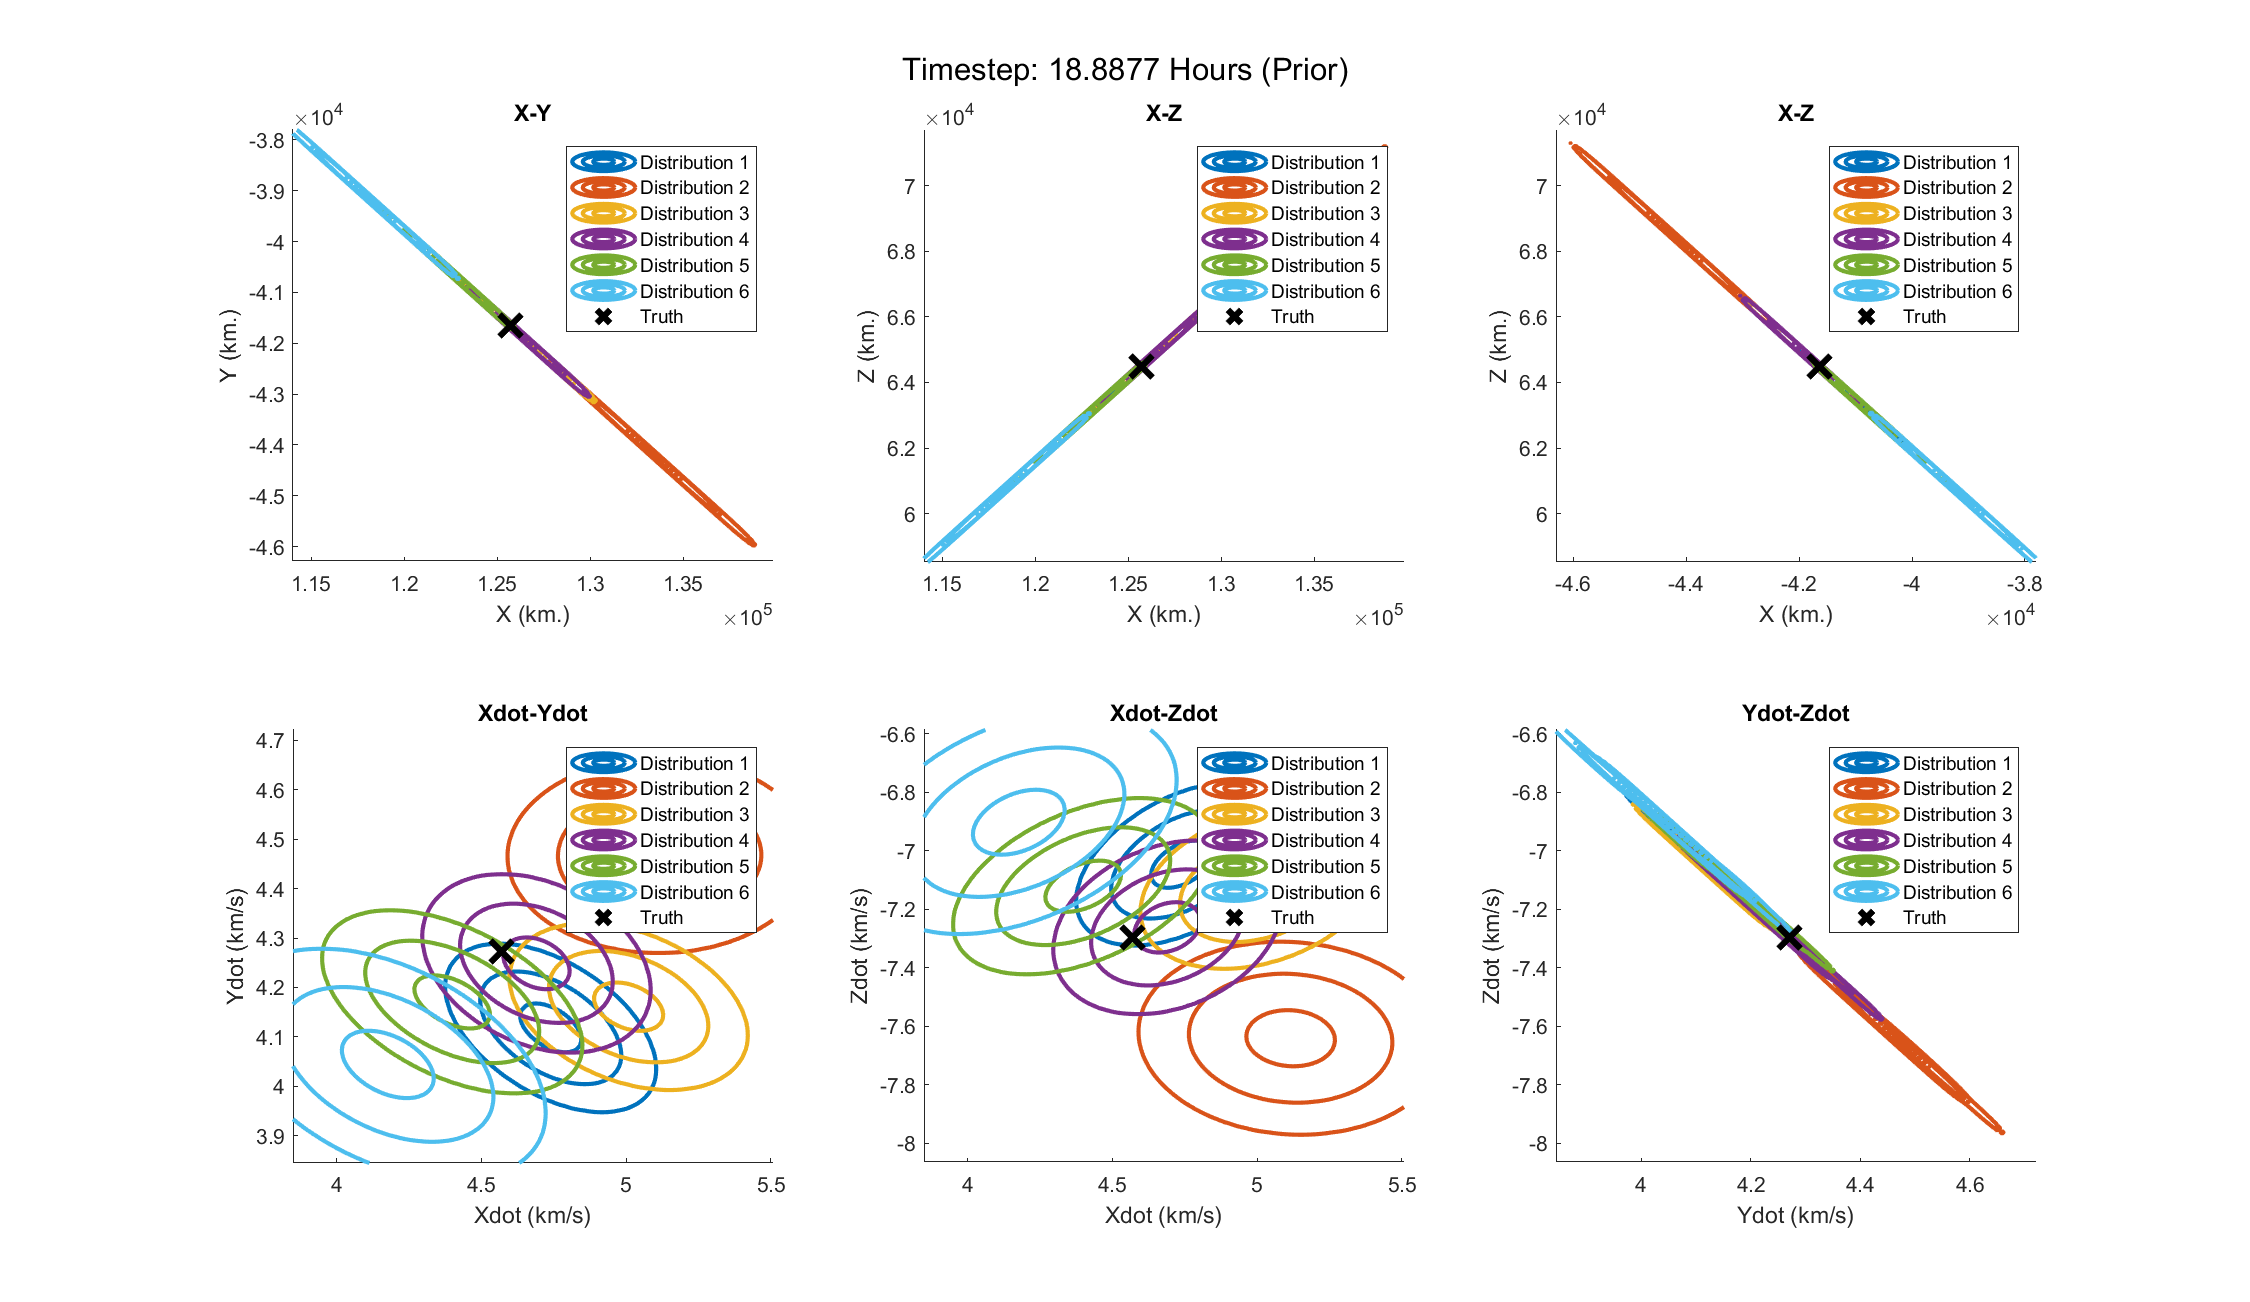 Timestep: 18.8877 Hours (Prior)
X-Y
×10^4
-3.8
-3.9
-4
-4.1
-4.2
-4.3
-4.4
-4.5
-4.6
Y (km.)
1.15
1.2
1.25
1.3
1.35
X (km.)
×10^5
Distribution 1
Distribution 2
Distribution 3
Distribution 4
Distribution 5
Distribution 6
Truth
X-Z
×10^4
7
6.8
6.6
6.4
6.2
6
Z (km.)
1.15
1.2
1.25
1.3
1.35
X (km.)
×10^5
Distribution 1
Distribution 2
Distribution 3
Distribution 4
Distribution 5
Distribution 6
Truth
X-Z
×10^4
7
6.8
6.6
6.4
6.2
6
Z (km.)
-4.6
-4.4
-4.2
-4
-3.8
X (km.)
×10^4
Distribution 1
Distribution 2
Distribution 3
Distribution 4
Distribution 5
Distribution 6
Truth
Xdot-Ydot
4.7
4.6
4.5
4.4
4.3
4.2
4.1
4
3.9
Ydot (km/s)
4
4.5
5
5.5
Xdot (km/s)
Distribution 1
Distribution 2
Distribution 3
Distribution 4
Distribution 5
Distribution 6
Truth
Xdot-Zdot
-6.6
-6.8
-7
-7.2
-7.4
-7.6
-7.8
-8
Zdot (km/s)
4
4.5
5
5.5
Xdot (km/s)
Distribution 1
Distribution 2
Distribution 3
Distribution 4
Distribution 5
Distribution 6
Truth
Ydot-Zdot
-6.6
-6.8
-7
-7.2
-7.4
-7.6
-7.8
-8
Zdot (km/s)
4
4.2
4.4
4.6
Ydot (km/s)
Distribution 1
Distribution 2
Distribution 3
Distribution 4
Distribution 5
Distribution 6
Truth